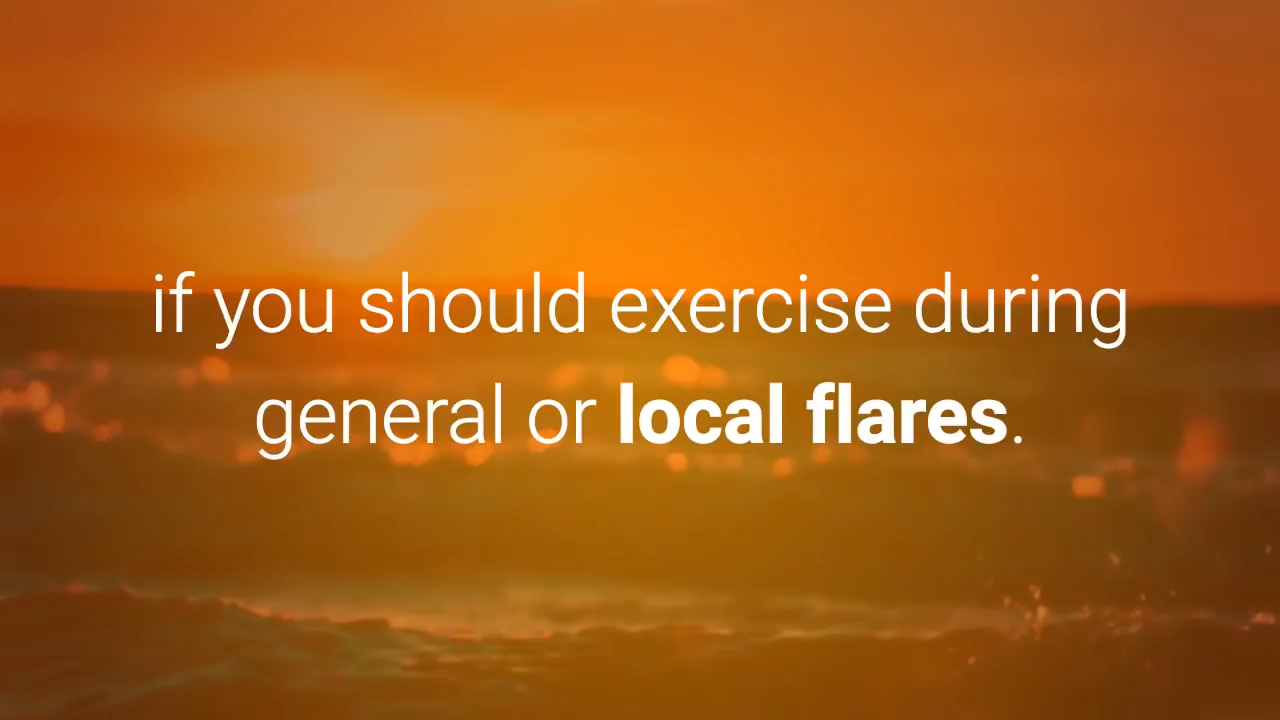 if you should exercise during
general or local flares.